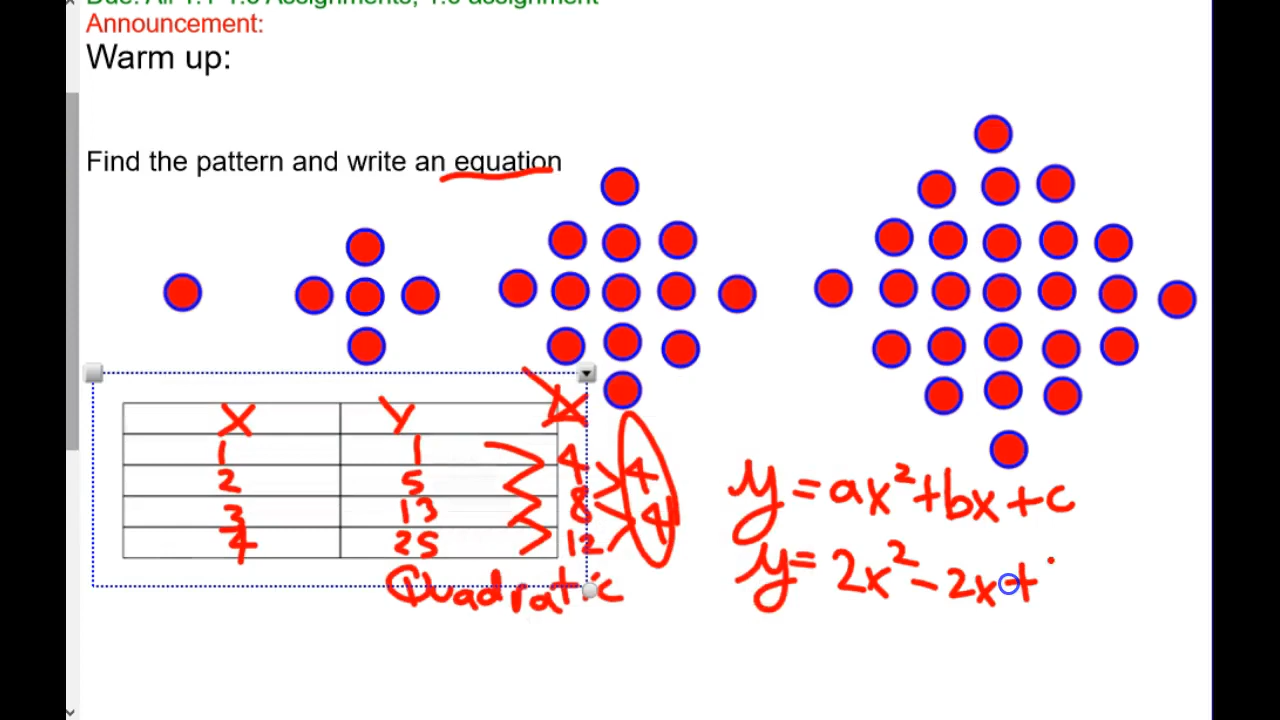 Announcement:
Warm up:
Find the pattern and write an equation
X Y
1 1 4 4
2 5 8 4
3 13 12
4 25
Quadratic
y = ax² + bx + c
y = 2x² - 2x +